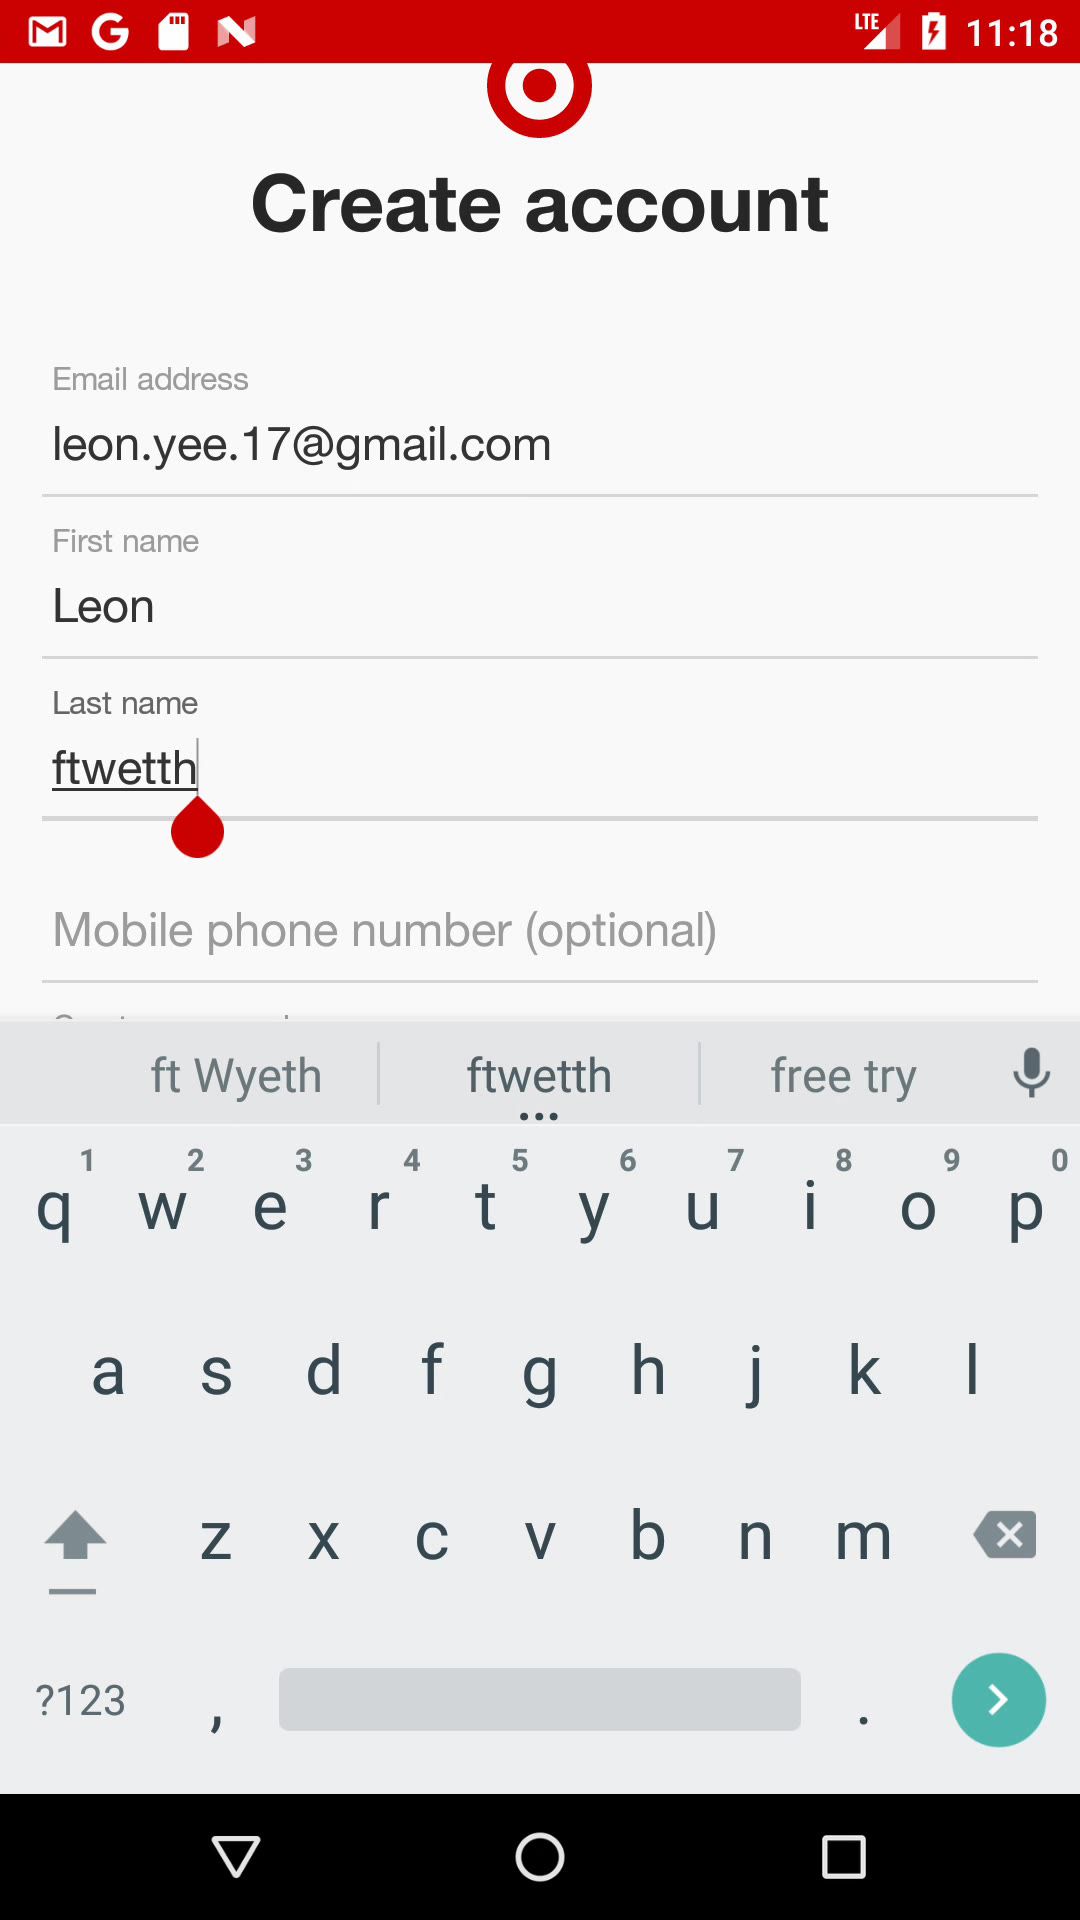 LTE 11:18
Create account
Email address
leon.yee.17@gmail.com
First name
Leon
Last name
ftwetth
Mobile phone number (optional)
ft Wyeth ftwetth free try
1 2 3 4 5 6 7 8 9 0
q w e r t y u i o p
a s d f g h j k l
z x c v b n m
?123 , .